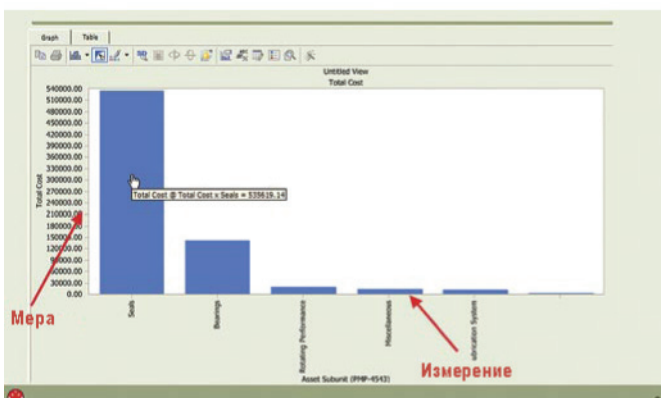 Graph Table
Untitled View
Total Cost
540000.00
510000.00
480000.00
450000.00
420000.00
390000.00
360000.00
330000.00
300000.00
270000.00
240000.00
210000.00
180000.00
150000.00
120000.00
90000.00
60000.00
30000.00
0.00
Total Cost
Total Cost @ Total Cost x Seals = 535619.14
Мера
Измерение
Seals
Bearings
Rotating Performance
Miscellaneous
ubrication System
Asset Subunit (PMP-4543)